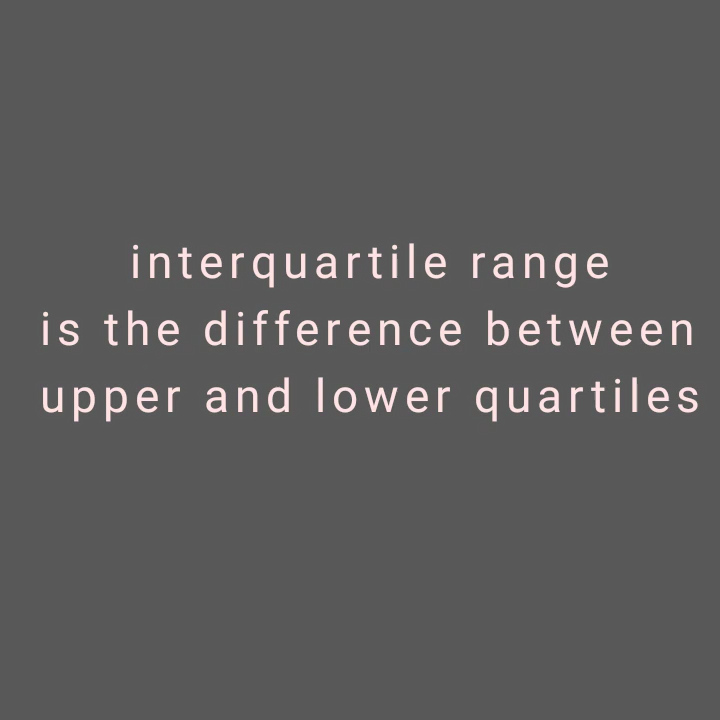 interquartile range
is the difference between
upper and lower quartiles